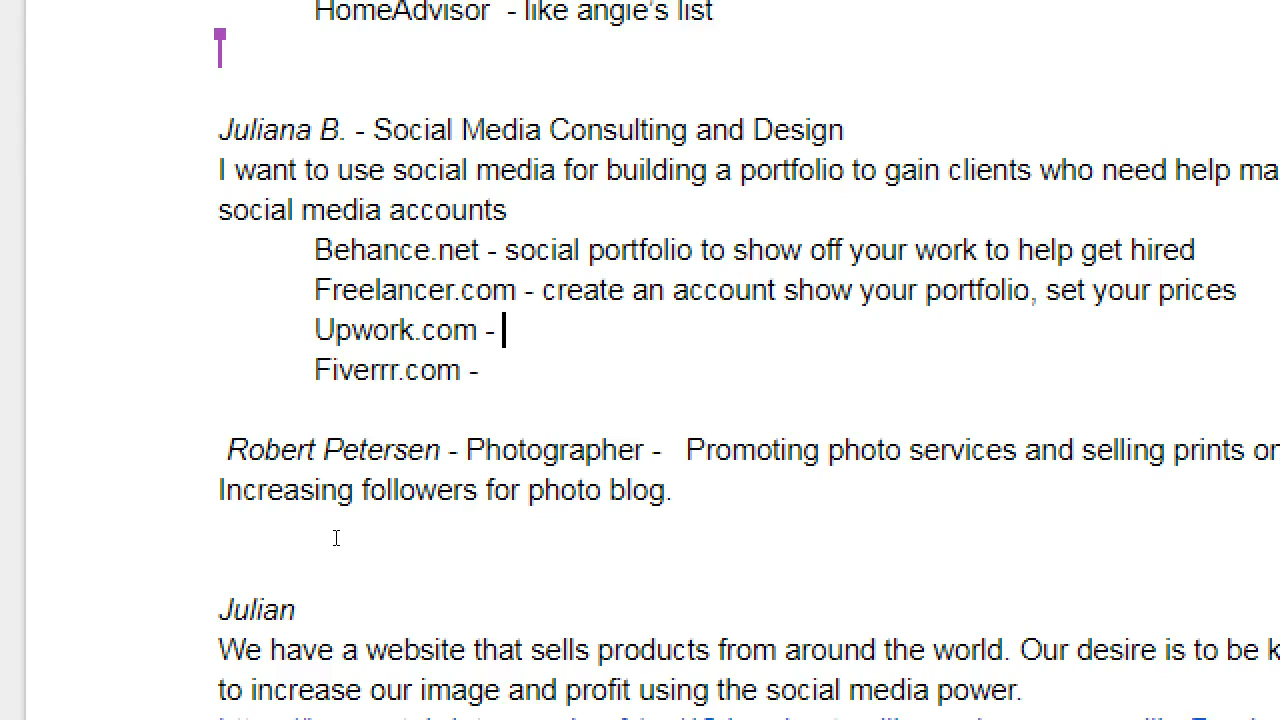 HomeAdvisor - like angie's list
Juliana B. - Social Media Consulting and Design
I want to use social media for building a portfolio to gain clients who need help ma
social media accounts
Behance.net - social portfolio to show off your work to help get hired
Freelancer.com - create an account show your portfolio, set your prices
Upwork.com -
Fiverrr.com -
Robert Petersen - Photographer - Promoting photo services and selling prints or
Increasing followers for photo blog.
Julian
We have a website that sells products from around the world. Our desire is to be k
to increase our image and profit using the social media power.